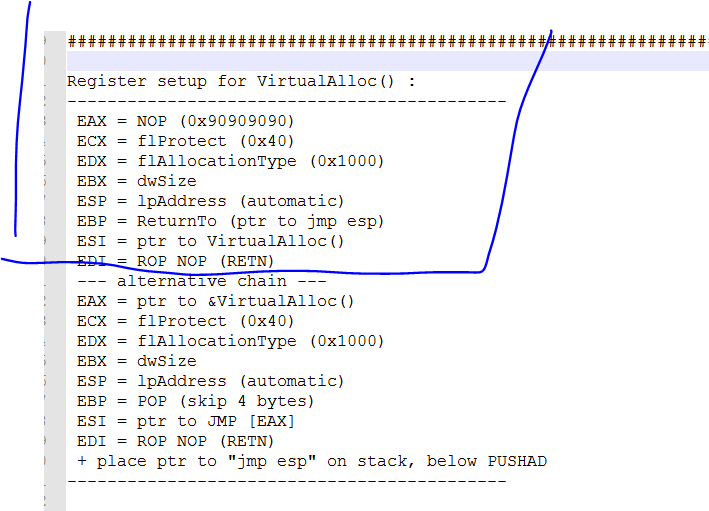 ################################################################
Register setup for VirtualAlloc() :
--------------------------------------------
EAX = NOP (0x90909090)
ECX = flProtect (0x40)
EDX = flAllocationType (0x1000)
EBX = dwSize
ESP = lpAddress (automatic)
EBP = ReturnTo (ptr to jmp esp)
ESI = ptr to VirtualAlloc()
EDI = ROP NOP (RETN)
--- alternative chain ---
EAX = ptr to &VirtualAlloc()
ECX = flProtect (0x40)
EDX = flAllocationType (0x1000)
EBX = dwSize
ESP = lpAddress (automatic)
EBP = POP (skip 4 bytes)
ESI = ptr to JMP [EAX]
EDI = ROP NOP (RETN)
+ place ptr to "jmp esp" on stack, below PUSHAD
--------------------------------------------